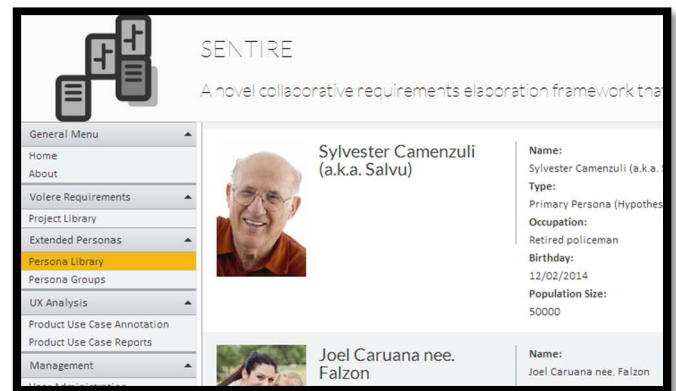 SENTIRE
A novel collaborative requirements elaboration framework tha
General Menu
Home
About
Volere Requirements
Project Library
Extended Personas
Persona Library
Persona Groups
UX Analysis
Product Use Case Annotation
Product Use Case Reports
Management
User Administration
Sylvester Camenzuli
(a.k.a. Salvu)
Name:
Sylvester Camenzuli (a.k.a.
Type:
Primary Persona (Hypothes
Occupation:
Retired policeman
Birthday:
12/02/2014
Population Size:
50000
Joel Caruana nee.
Falzon
Name:
Joel Caruana nee. Falzon